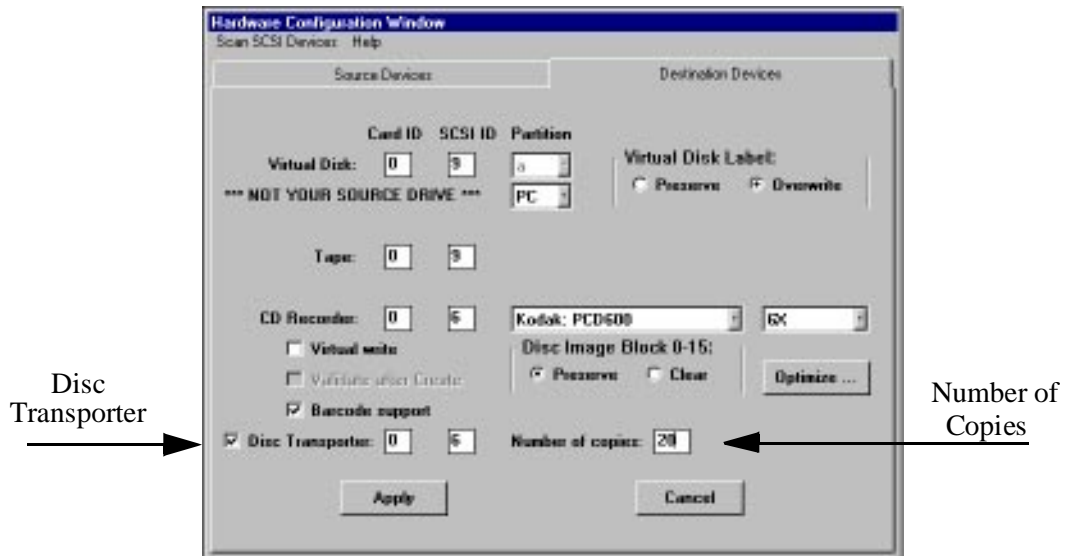 Hardware Configuration Window
Scan SCSI Devices Help
Source Devices Destination Devices
Card ID SCSI ID Partition
Virtual Disk: 0 9 a
Virtual Disk Label:
Preserve Overwrite
*** NOT YOUR SOURCE DRIVE *** PC
Tape: 0 9
CD Recorder: 0 6 Kodak: PCD600 6X
Virtual write
Disc Image Block 0-15:
Preserve Clear
Optimize ...
Validate after Create
Barcode support
Disc Transporter: 0 6 Number of copies: 20
Apply Cancel
Disc
Transporter
Number of
Copies